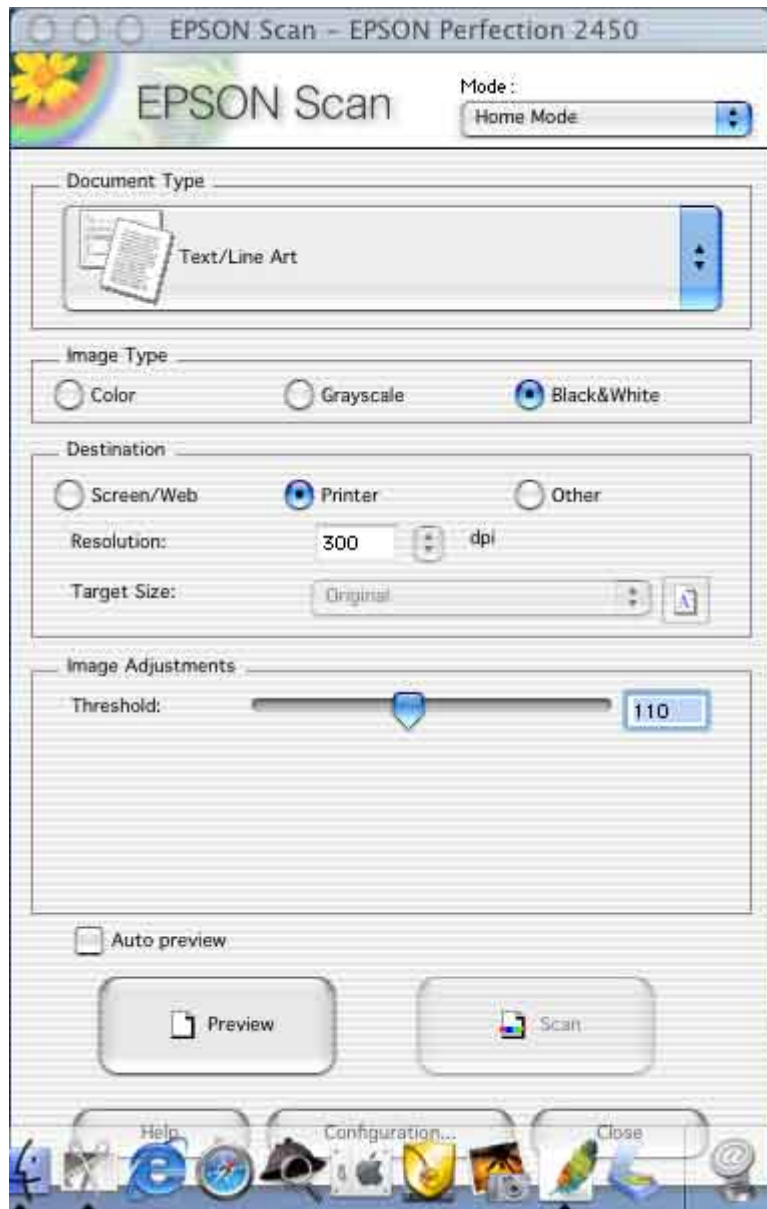 EPSON Scan - EPSON Perfection 2450
EPSON Scan
Mode:
Home Mode
Document Type
Text/Line Art
Image Type
Color Grayscale Black&White
Destination
Screen/Web Printer Other
Resolution: 300 dpi
Target Size: Original
Image Adjustments
Threshold: 110
Auto preview
Preview Scan
Help Configuration... Close